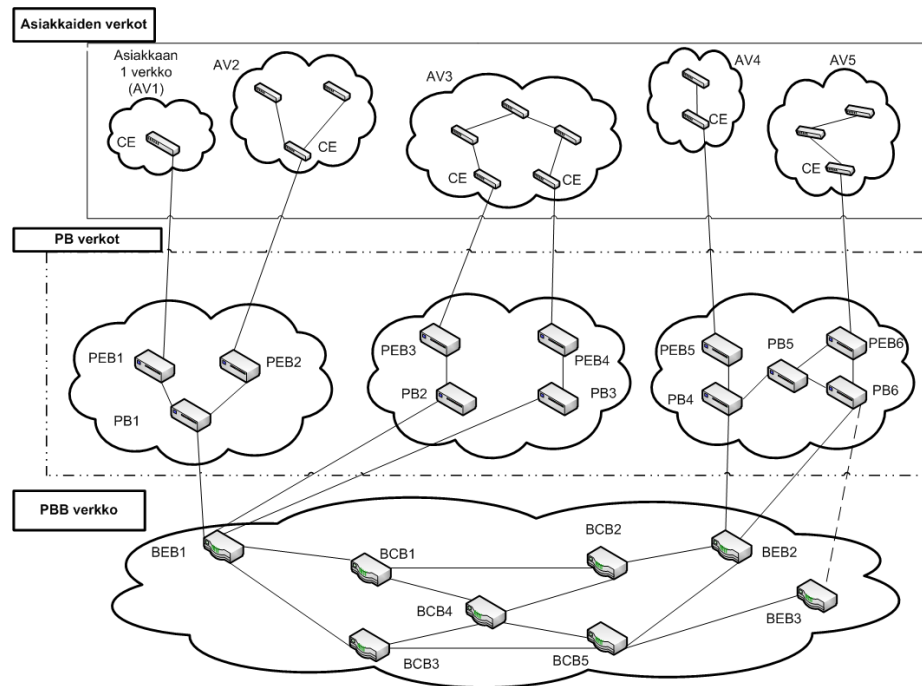 Asiakkaiden verkot
Asiakkaan
1 verkko
(AV1)
AV2
AV3
AV4
AV5
CE
CE
CE
CE
CE
CE
PB verkot
PEB1
PEB2
PEB3
PEB4
PEB5
PB5
PEB6
PB1
PB2
PB3
PB4
PB6
PBB verkko
BEB1
BCB1
BCB2
BEB2
BCB4
BEB3
BCB3
BCB5